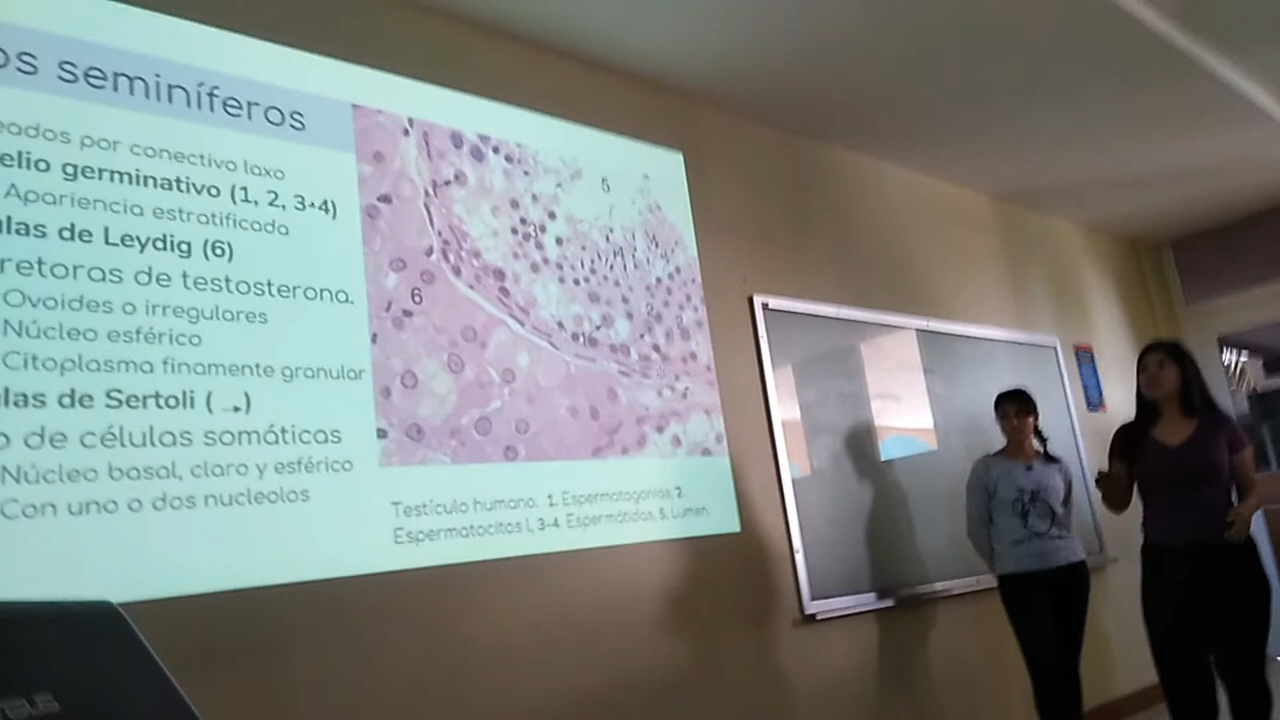 os seminíferos
eados por conectivo laxo
elio germinativo (1, 2, 3-4)
Apariencia estratificada
ulas de Leydig (6)
retoras de testosterona.
Ovoides o irregulares
Núcleo esférico
Citoplasma finamente granular
ulas de Sertoli (→)
o de células somáticas
Núcleo basal, claro y esférico
Con uno o dos nucleolos
5
3
6
2
2
1
Testículo humano. 1. Espermatogonias, 2.
Espermatocitos I, 3-4. Espermátidas, 5. Lumen,